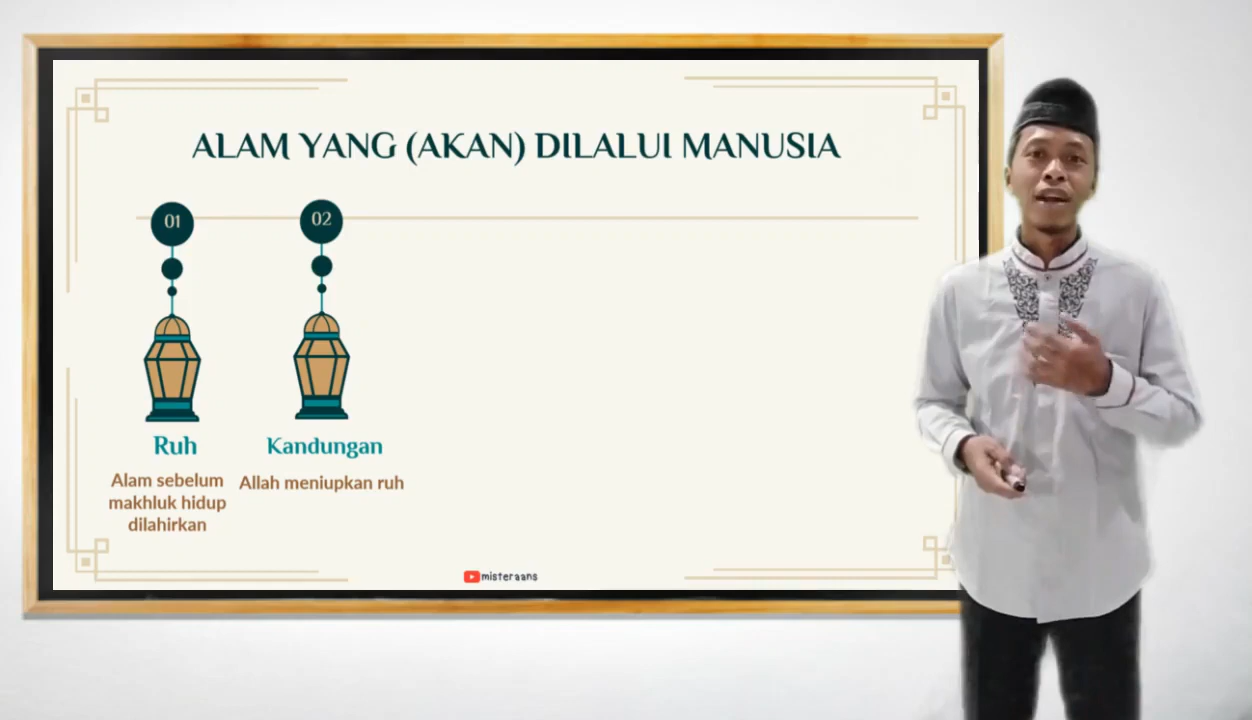 ALAM YANG (AKAN) DILALUI MANUSIA
01
02
Ruh
Kandungan
Alam sebelum
makhluk hidup
dilahirkan
Allah meniupkan ruh
misteraans